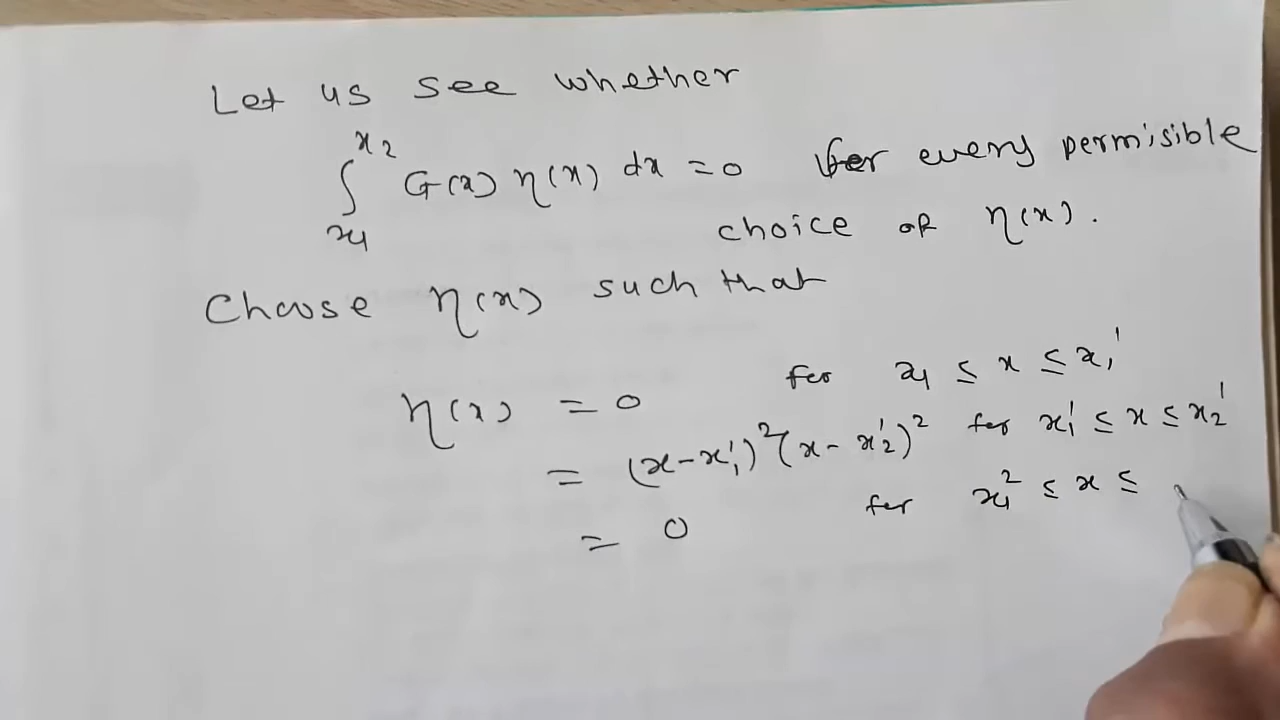 Let us see whether
∫_{x₁}^{x₂} G(x) η(x) dx = 0 for every permisible
choice of η(x).
Choose η(x) such that
η(x) = 0 for x₁ ≤ x ≤ x₁'
= (x-x₁')²(x-x₂')² for x₁' ≤ x ≤ x₂'
= 0 for x₁² ≤ x ≤